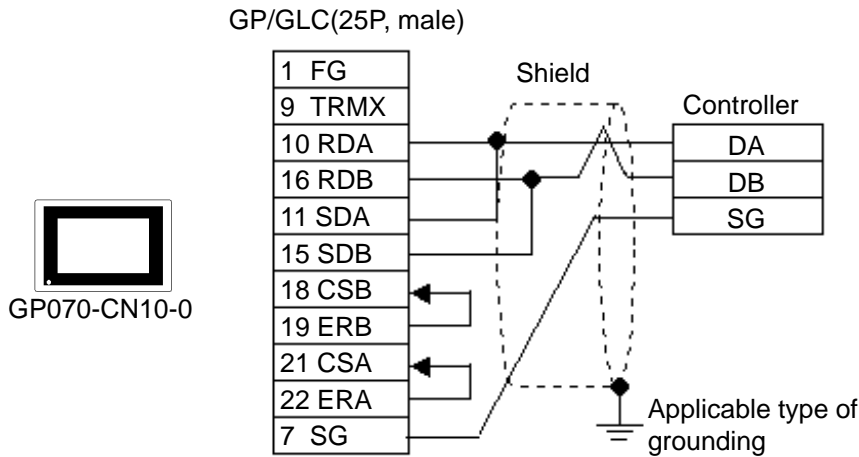 GP/GLC(25P, male)
1 FG
9 TRMX
10 RDA
16 RDB
11 SDA
15 SDB
18 CSB
19 ERB
21 CSA
22 ERA
7 SG
GP070-CN10-0
Shield
Controller
DA
DB
SG
Applicable type of
grounding